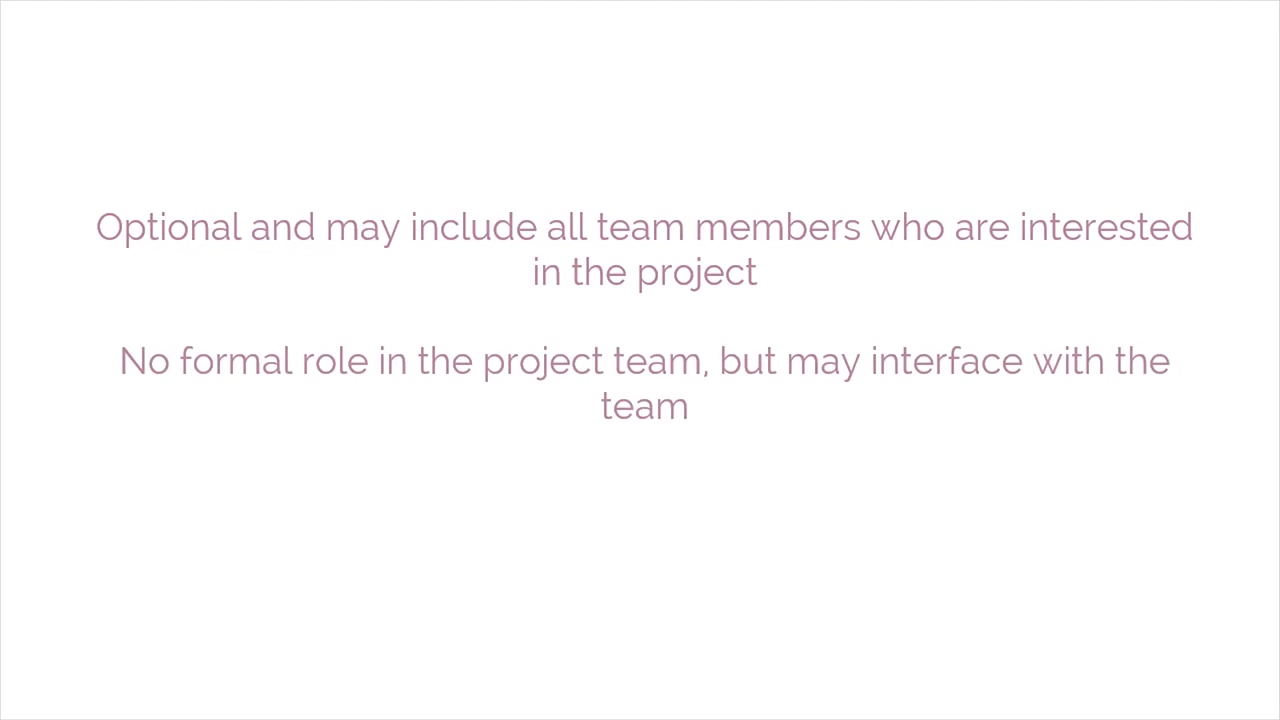 Optional and may include all team members who are interested
in the project
No formal role in the project team, but may interface with the
team